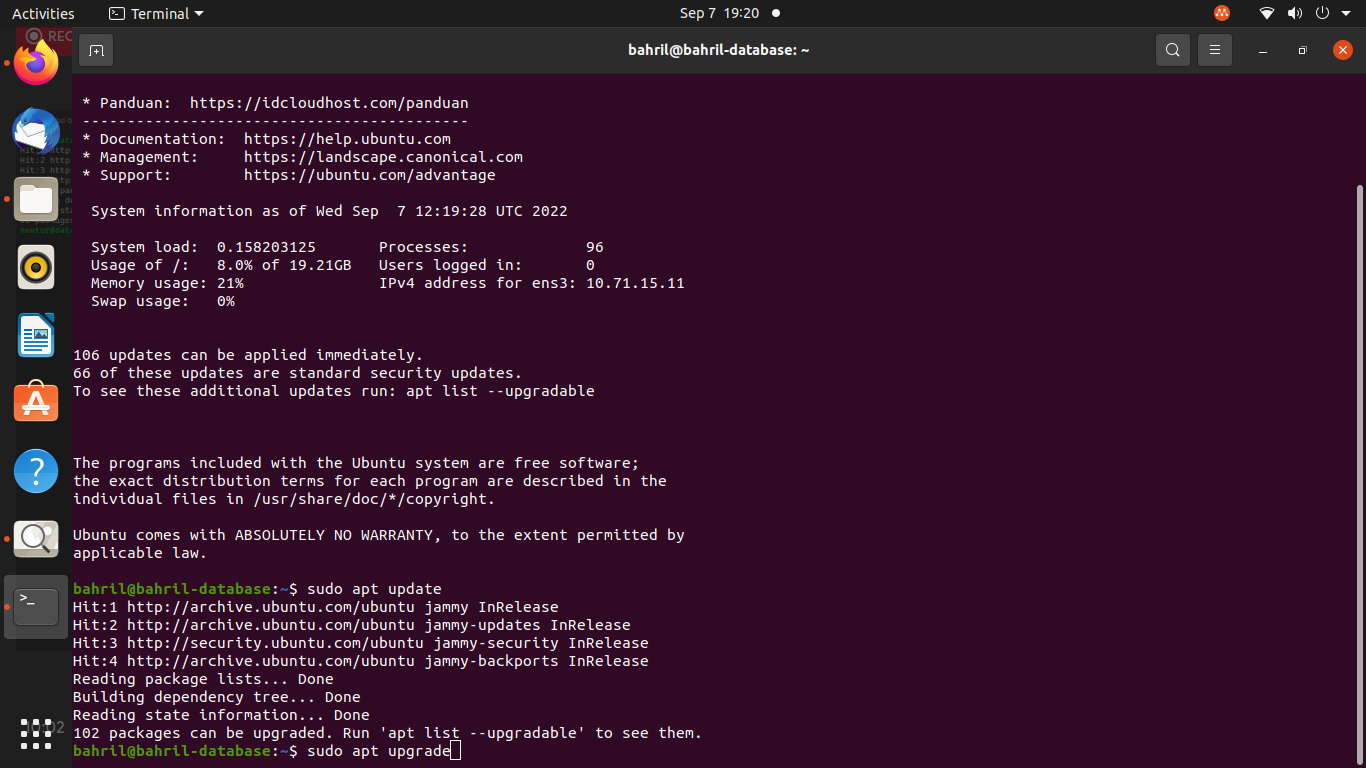 Activities Terminal Sep 7 19:20
REC
bahril@bahril-database: ~
* Panduan: https://idcloudhost.com/panduan
-------------------------------------------
* Documentation: https://help.ubuntu.com
* Management: https://landscape.canonical.com
* Support: https://ubuntu.com/advantage
System information as of Wed Sep 7 12:19:28 UTC 2022
System load: 0.158203125 Processes: 96
Usage of /: 8.0% of 19.21GB Users logged in: 0
Memory usage: 21% IPv4 address for ens3: 10.71.15.11
Swap usage: 0%
106 updates can be applied immediately.
66 of these updates are standard security updates.
To see these additional updates run: apt list --upgradable
The programs included with the Ubuntu system are free software;
the exact distribution terms for each program are described in the
individual files in /usr/share/doc/*/copyright.
Ubuntu comes with ABSOLUTELY NO WARRANTY, to the extent permitted by
applicable law.
bahril@bahril-database:~$ sudo apt update
Hit:1 http://archive.ubuntu.com/ubuntu jammy InRelease
Hit:2 http://archive.ubuntu.com/ubuntu jammy-updates InRelease
Hit:3 http://security.ubuntu.com/ubuntu jammy-security InRelease
Hit:4 http://archive.ubuntu.com/ubuntu jammy-backports InRelease
Reading package lists... Done
Building dependency tree... Done
Reading state information... Done
102 packages can be upgraded. Run 'apt list --upgradable' to see them.
bahril@bahril-database:~$ sudo apt upgrade